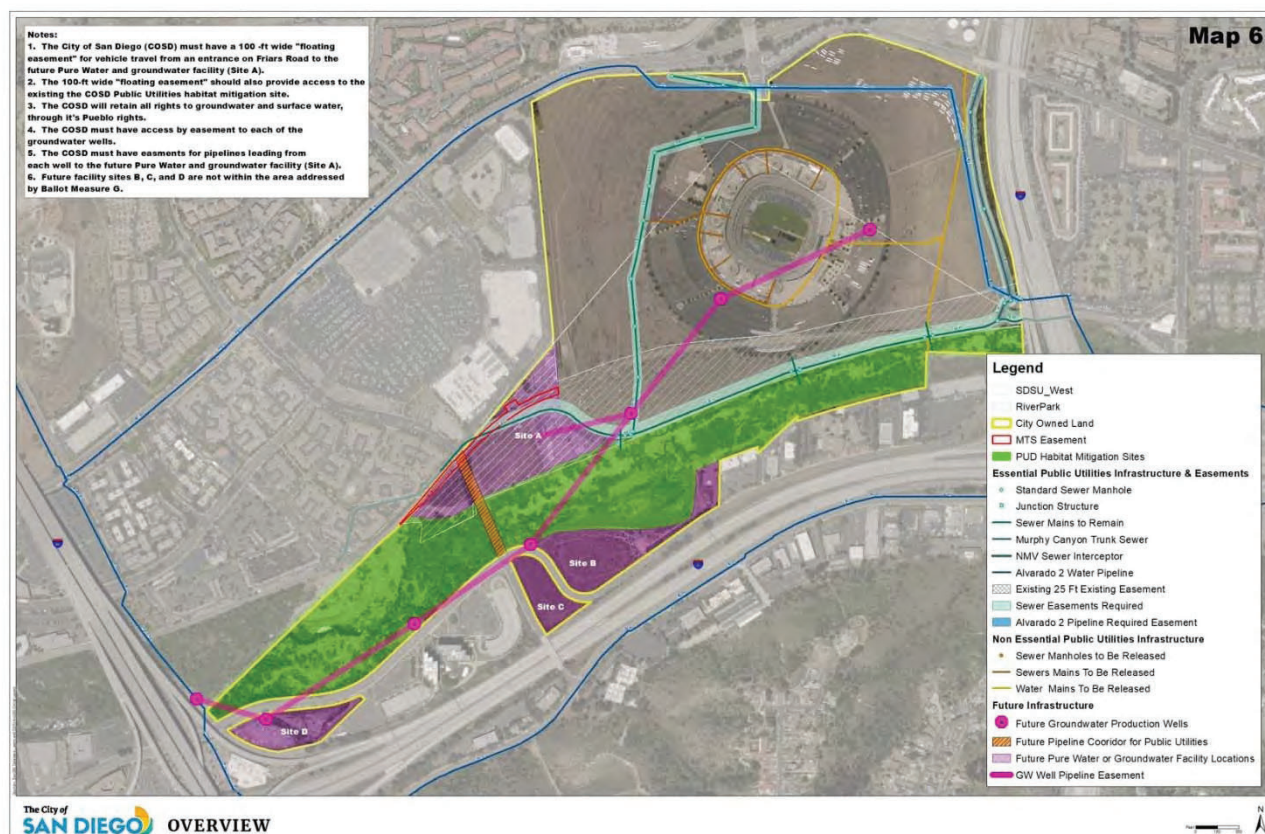 Map 6
Notes:
1. The City of San Diego (COSD) must have a 100 -ft wide "floating
easement" for vehicle travel from an entrance on Friars Road to the
future Pure Water and groundwater facility (Site A).
2. The 100-ft wide "floating easement" should also provide access to the
existing the COSD Public Utilities habitat mitigation site.
3. The COSD will retain all rights to groundwater and surface water,
through it's Pueblo rights.
4. The COSD must have access by easement to each of the
groundwater wells.
5. The COSD must have easments for pipelines leading from
each well to the future Pure Water and groundwater facility (Site A).
6. Future facility sites B, C, and D are not within the area addressed
by Ballot Measure G.
Site A
Site B
Site C
Site D
Legend
SDSU_West
RiverPark
City Owned Land
MTS Easement
PUD Habitat Mitigation Sites
Essential Public Utilities Infrastructure & Easements
Standard Sewer Manhole
Junction Structure
Sewer Mains to Remain
Murphy Canyon Trunk Sewer
NMV Sewer Interceptor
Alvarado 2 Water Pipeline
Existing 25 Ft Existing Easement
Sewer Easements Required
Alvarado 2 Pipeline Required Easement
Non Essential Public Utilities Infrastructure
Sewer Manholes to Be Released
Sewers Mains To Be Released
Water Mains To Be Released
Future Infrastructure
Future Groundwater Production Wells
Future Pipeline Cooridor for Public Utilities
Future Pure Water or Groundwater Facility Locations
GW Well Pipeline Easement
The City of
SAN DIEGO
OVERVIEW
N